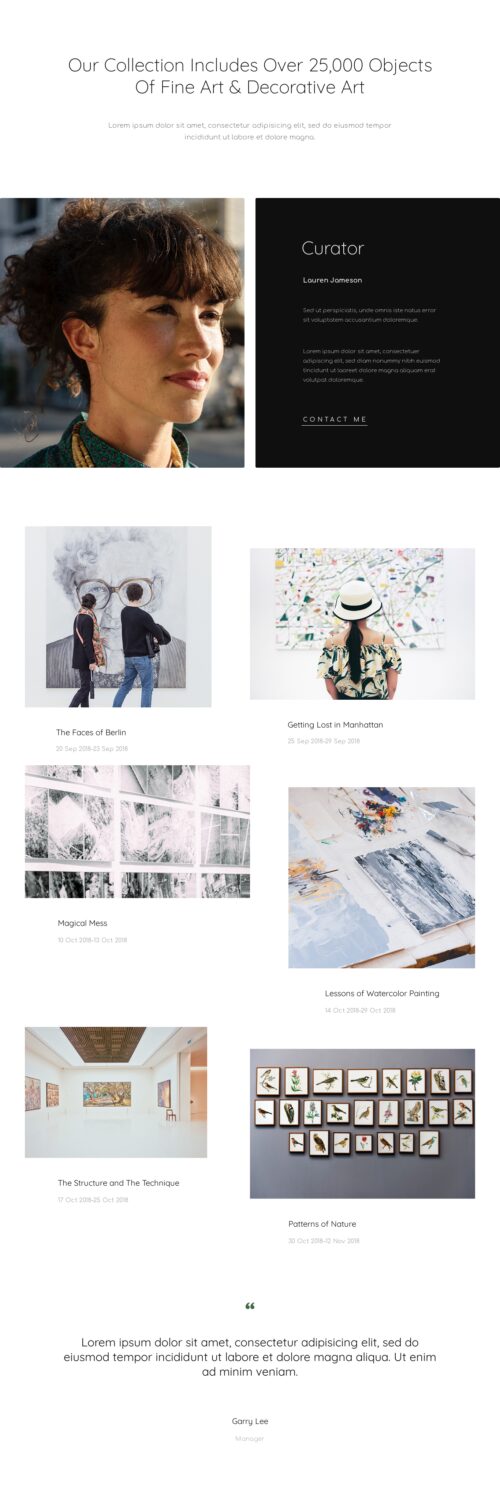 Our Collection Includes Over 25,000 Objects
Of Fine Art & Decorative Art
Lorem ipsum dolor sit amet, consectetur adipisicing elit, sed do eiusmod tempor
incididunt ut labore et dolore magna.
Curator
Lauren Jameson
Sed ut perspiciatis, unde omnis iste natus error
sit voluptatem accusantium doloremque.
Lorem ipsum dolor sit amet, consectetuer
adipiscing elit, sed diam nonummy nibh euismod
tincidunt ut laoreet dolore magna aliquam erat
volutpat doloremque.
CONTACT ME
The Faces of Berlin
20 Sep 2018-23 Sep 2018
Getting Lost in Manhattan
25 Sep 2018-29 Sep 2018
Magical Mess
10 Oct 2018-13 Oct 2018
Lessons of Watercolor Painting
14 Oct 2018-29 Oct 2018
The Structure and The Technique
17 Oct 2018-25 Oct 2018
Patterns of Nature
30 Oct 2018-12 Nov 2018
“
Lorem ipsum dolor sit amet, consectetur adipisicing elit, sed do
eiusmod tempor incididunt ut labore et dolore magna aliqua. Ut enim
ad minim veniam.
Garry Lee
Manager